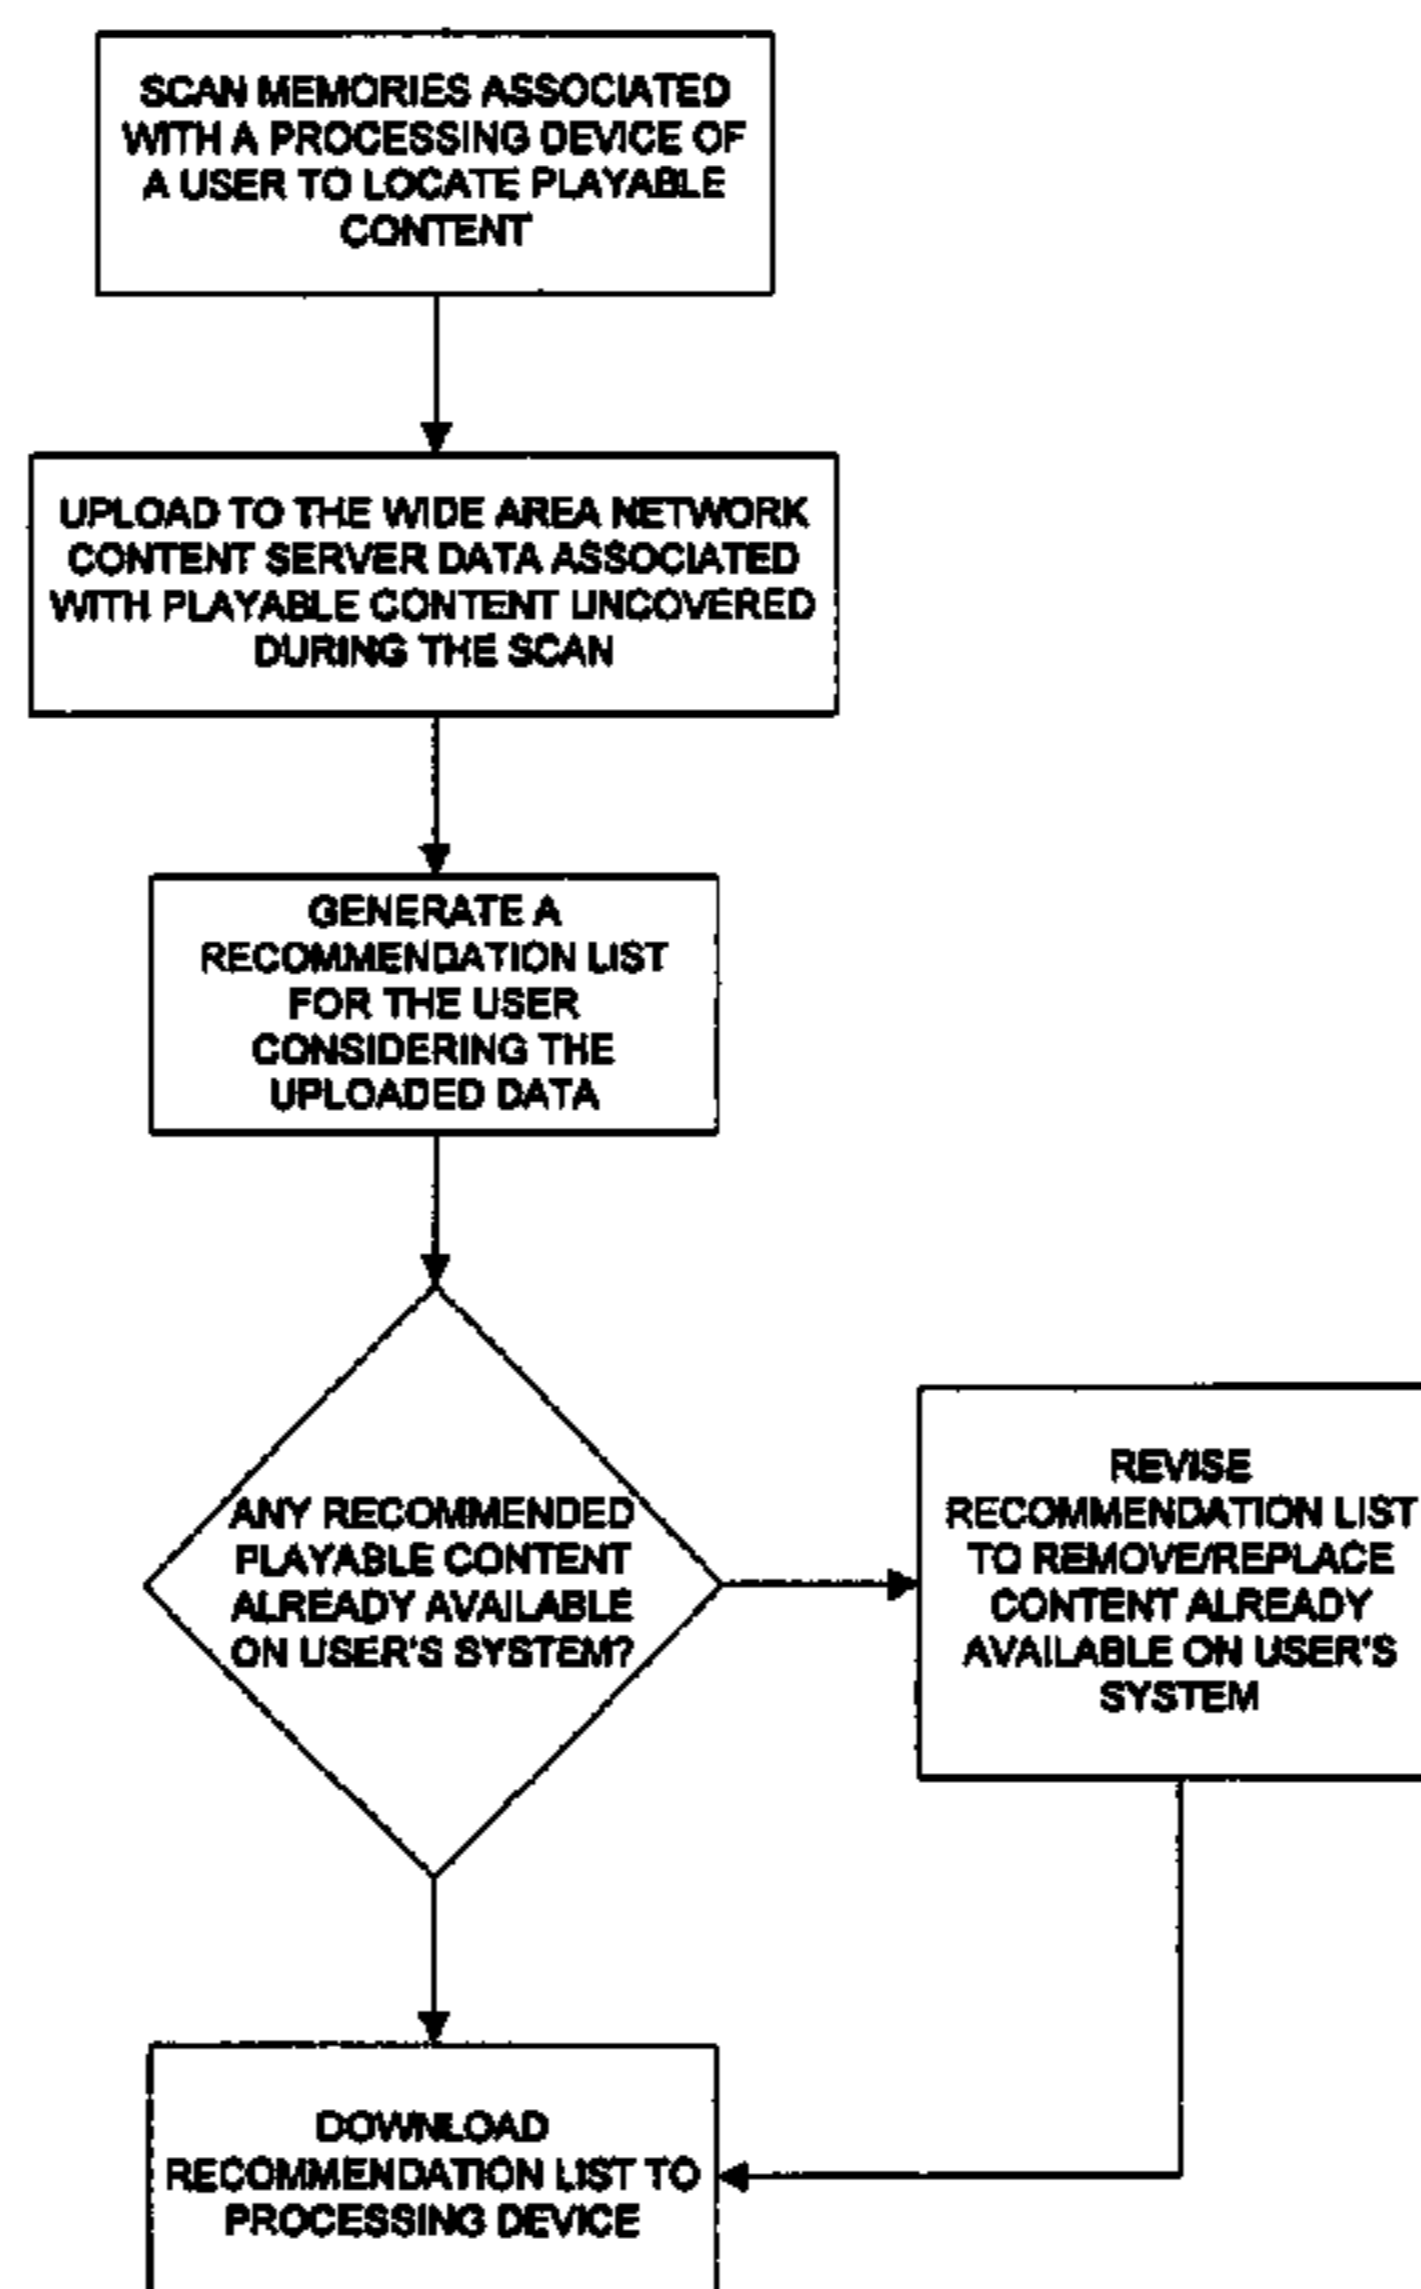 SCAN MEMORIES ASSOCIATED
WITH A PROCESSING DEVICE OF
A USER TO LOCATE PLAYABLE
CONTENT
UPLOAD TO THE WIDE AREA NETWORK
CONTENT SERVER DATA ASSOCIATED
WITH PLAYABLE CONTENT UNCOVERED
DURING THE SCAN
GENERATE A
RECOMMENDATION LIST
FOR THE USER
CONSIDERING THE
UPLOADED DATA
ANY RECOMMENDED
PLAYABLE CONTENT
ALREADY AVAILABLE
ON USER'S SYSTEM?
REVISE
RECOMMENDATION LIST
TO REMOVE/REPLACE
CONTENT ALREADY
AVAILABLE ON USER'S
SYSTEM
DOWNLOAD
RECOMMENDATION LIST TO
PROCESSING DEVICE